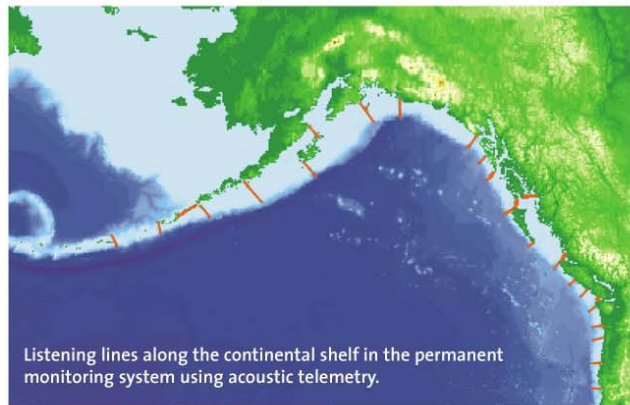 Listening lines along the continental shelf in the permanent
monitoring system using acoustic telemetry.